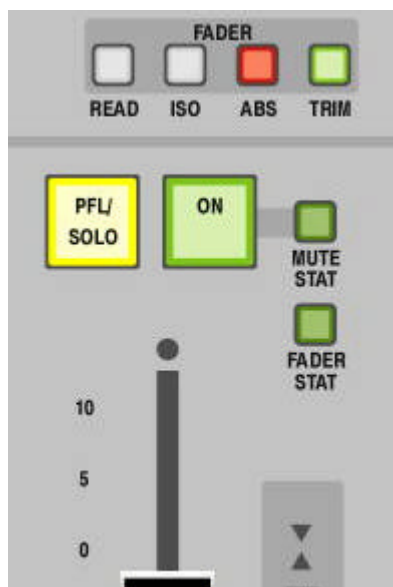 FADER
READ ISO ABS TRIM
PFL/
SOLO
ON
MUTE
STAT
FADER
STAT
10
5
0